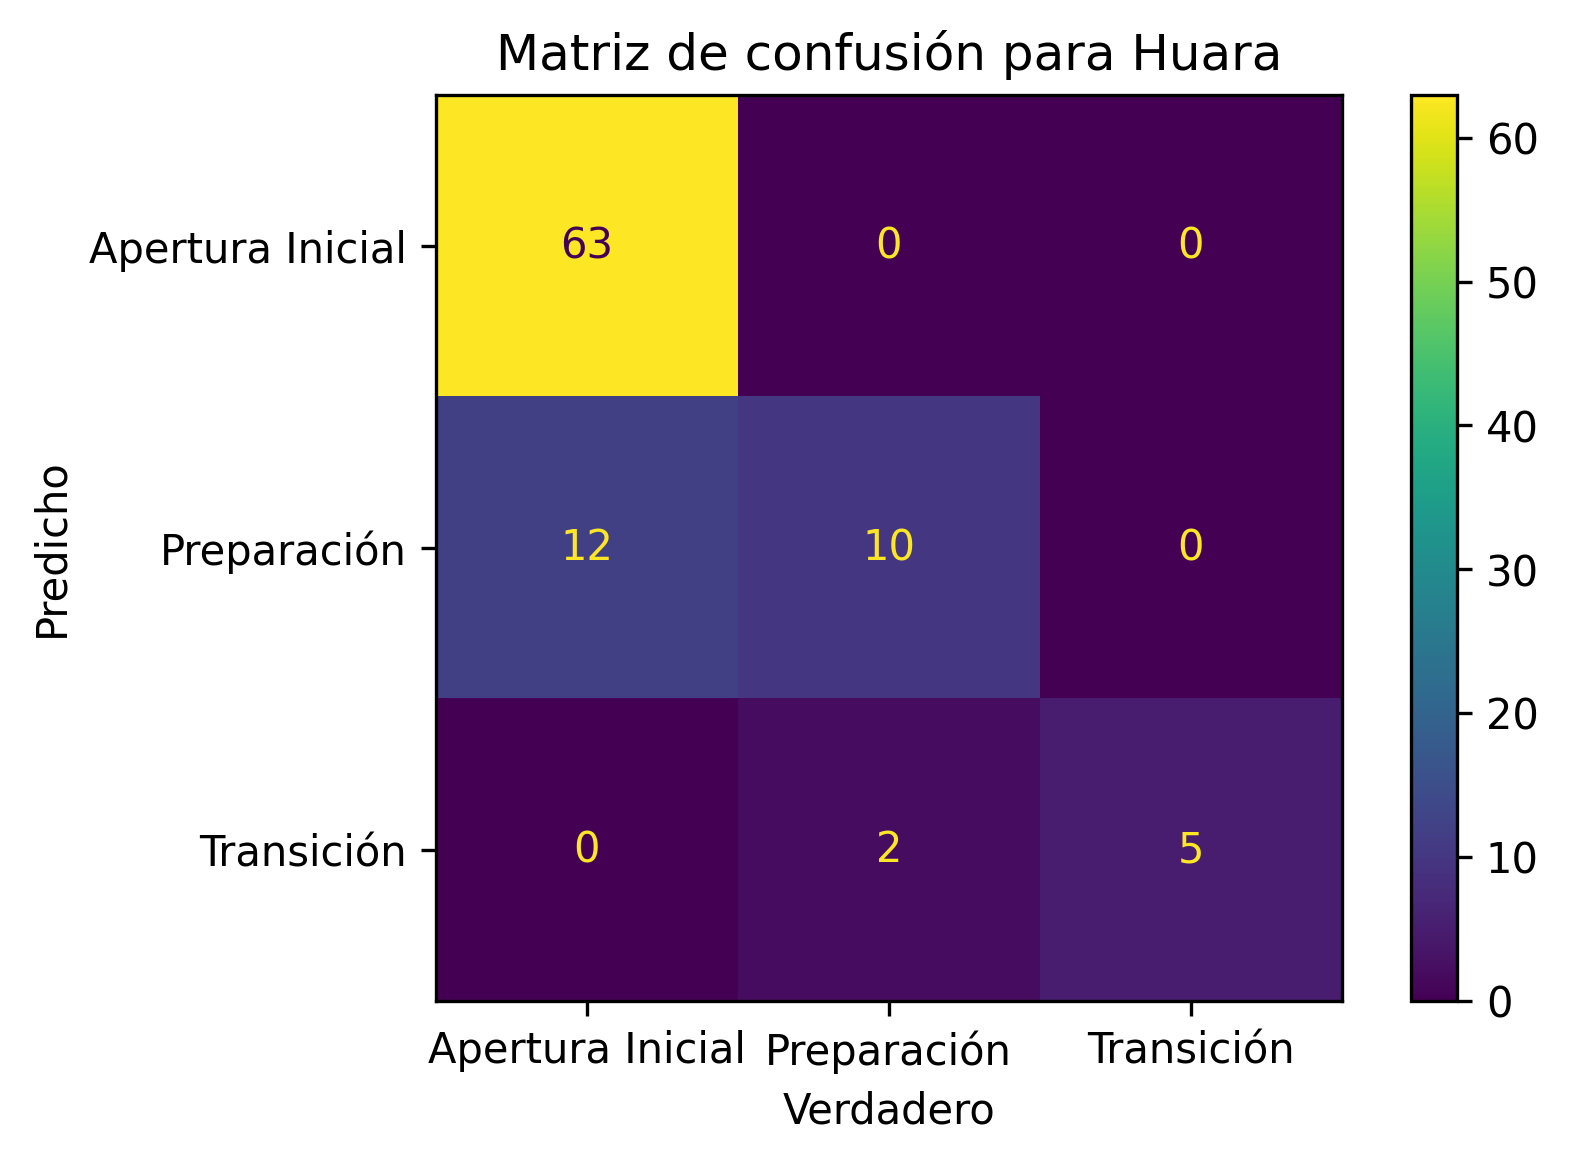 Matriz de confusión para Huara
Predicho
Apertura Inicial
63
0
0
Preparación
12
10
0
Transición
0
2
5
Apertura Inicial
Preparación
Transición
Verdadero
60
50
40
30
20
10
0